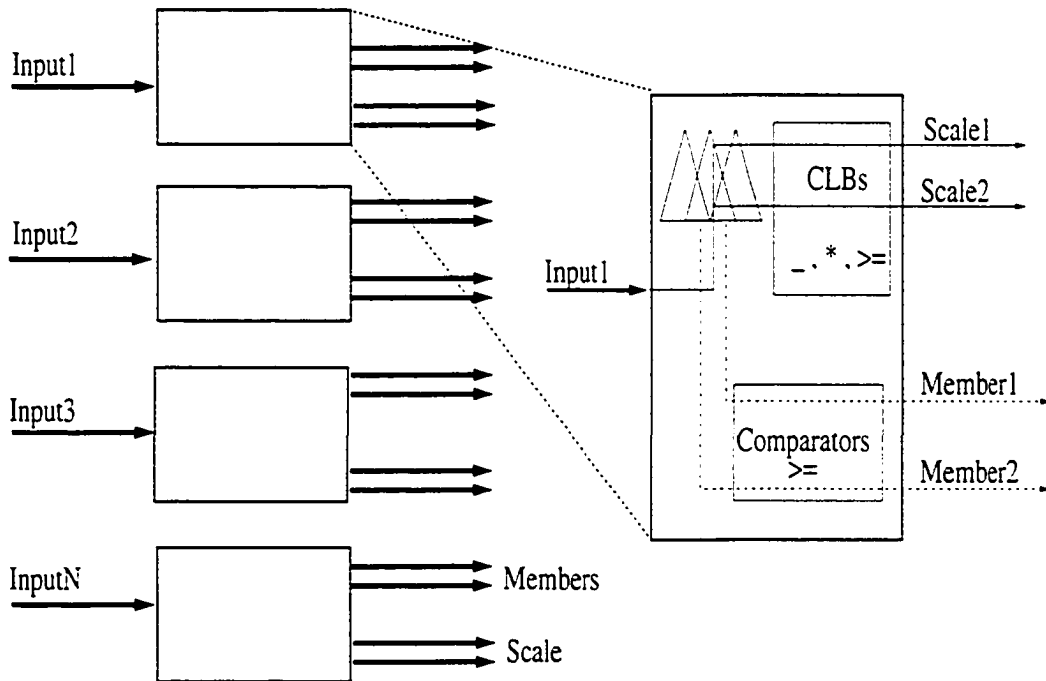 Input1
Input2
Input3
InputN
Members
Scale
Input1
CLBs
_ . * . >=
Comparators
>=
Scale1
Scale2
Member1
Member2